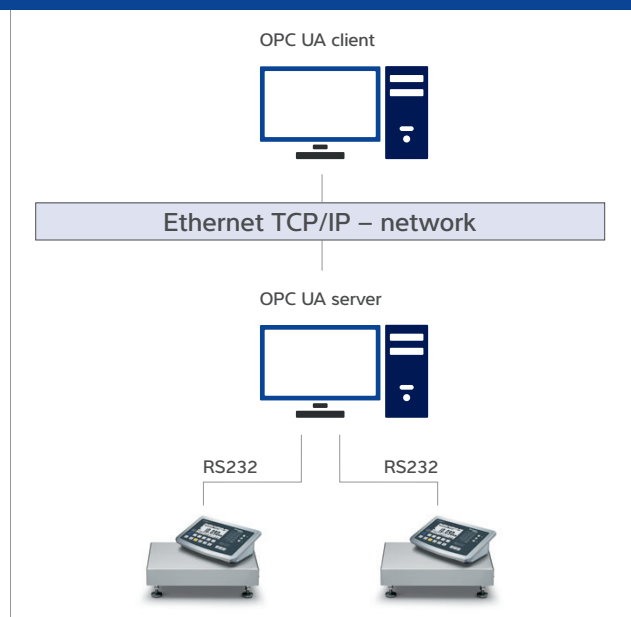 OPC UA client
Ethernet TCP/IP – network
OPC UA server
RS232 RS232